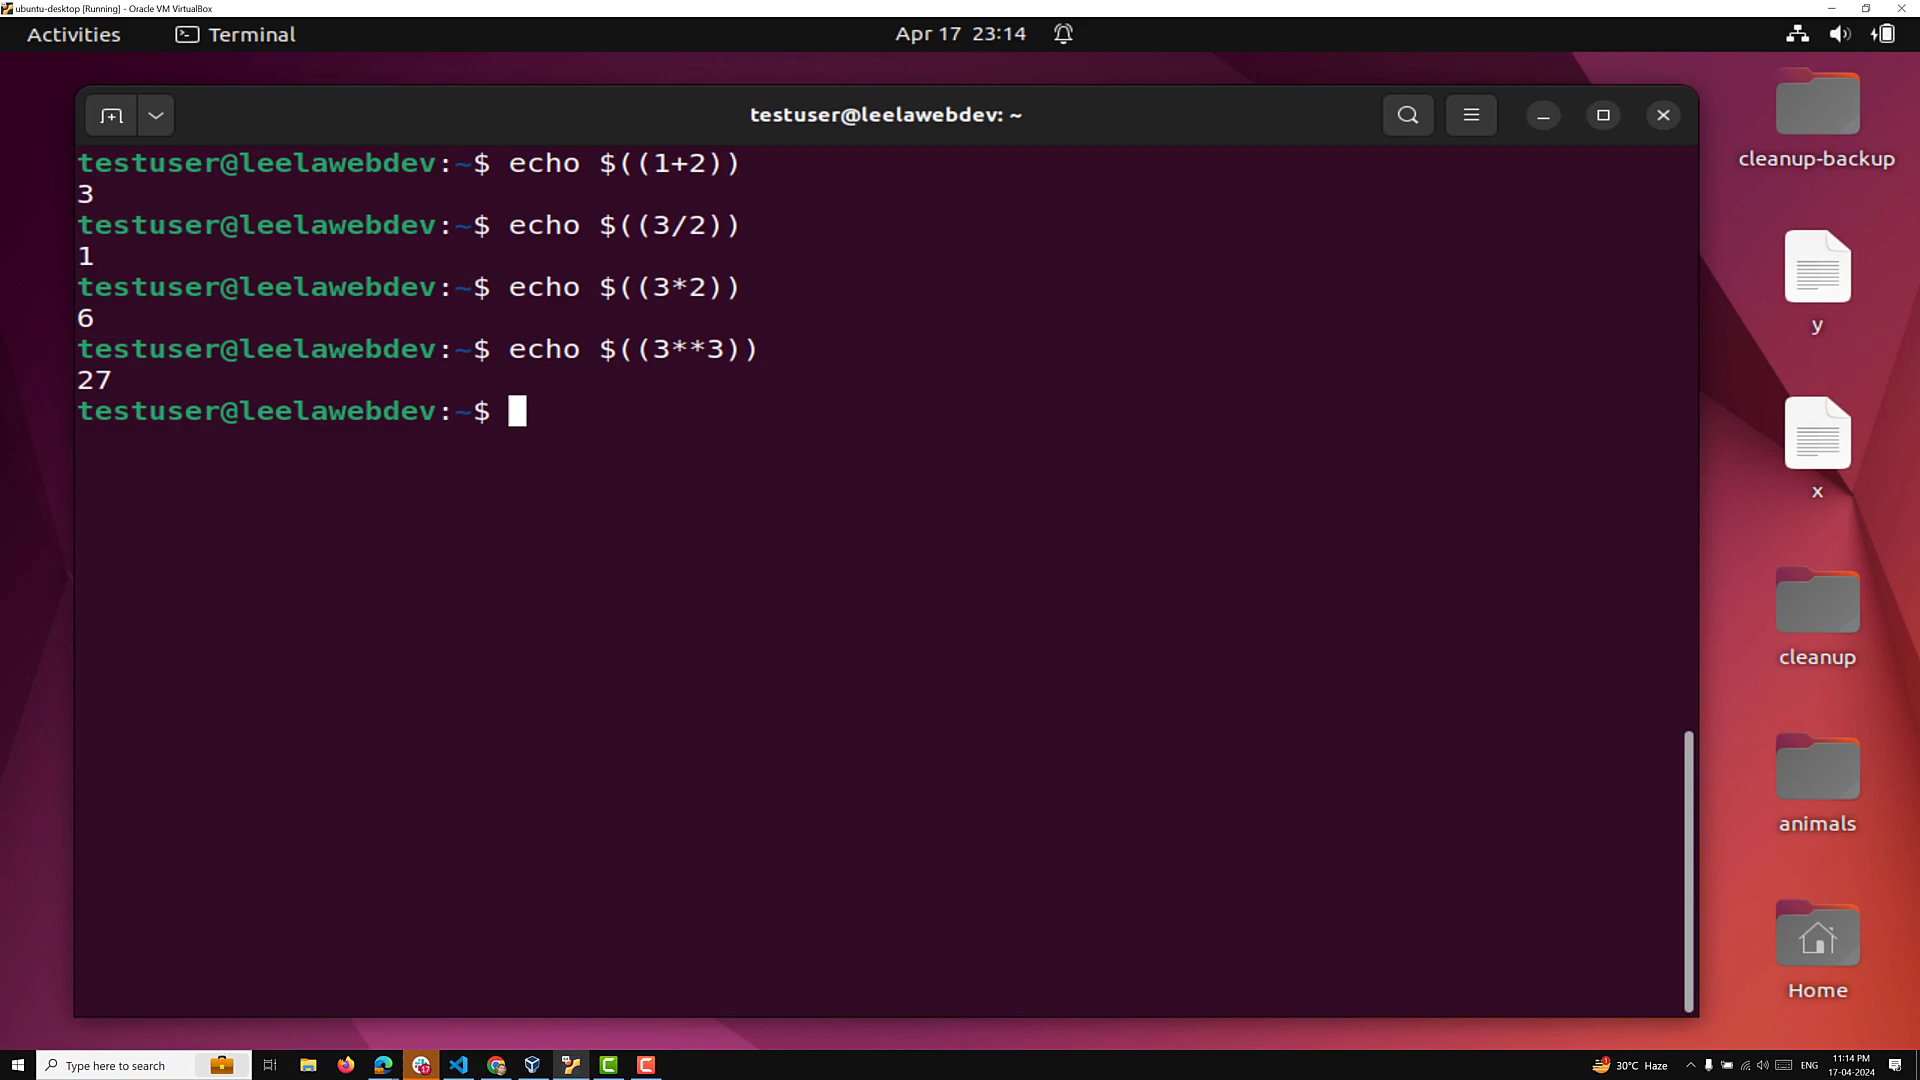 ubuntu-desktop [Running] - Oracle VM VirtualBox
Activities Terminal Apr 17 23:14
testuser@leelawebdev: ~
testuser@leelawebdev:~$ echo $((1+2))
3
testuser@leelawebdev:~$ echo $((3/2))
1
testuser@leelawebdev:~$ echo $((3*2))
6
testuser@leelawebdev:~$ echo $((3**3))
27
testuser@leelawebdev:~$
cleanup-backup
y
x
cleanup
animals
Home
Type here to search
17
30°C Haze
ENG
11:14 PM
17-04-2024